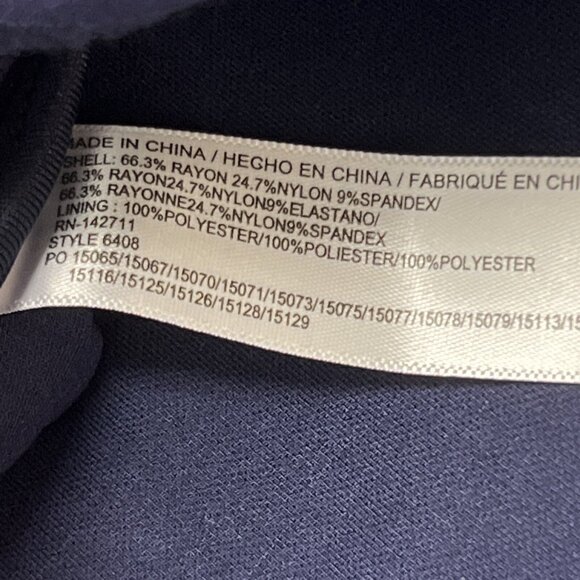 MADE IN CHINA / HECHO EN CHINA / FABRIQUÉ EN CHI
SHELL: 66.3% RAYON 24.7%NYLON 9%SPANDEX/
66.3% RAYON24.7%NYLON9%ELASTANO/
66.3% RAYONNE24.7%NYLON9%SPANDEX
LINING : 100%POLYESTER/100%POLIESTER/100%POLYESTER
RN-142711
STYLE 6408
PO 15065/15067/15070/15071/15073/15075/15077/15078/15079/15113/15
15116/15125/15126/15128/15129